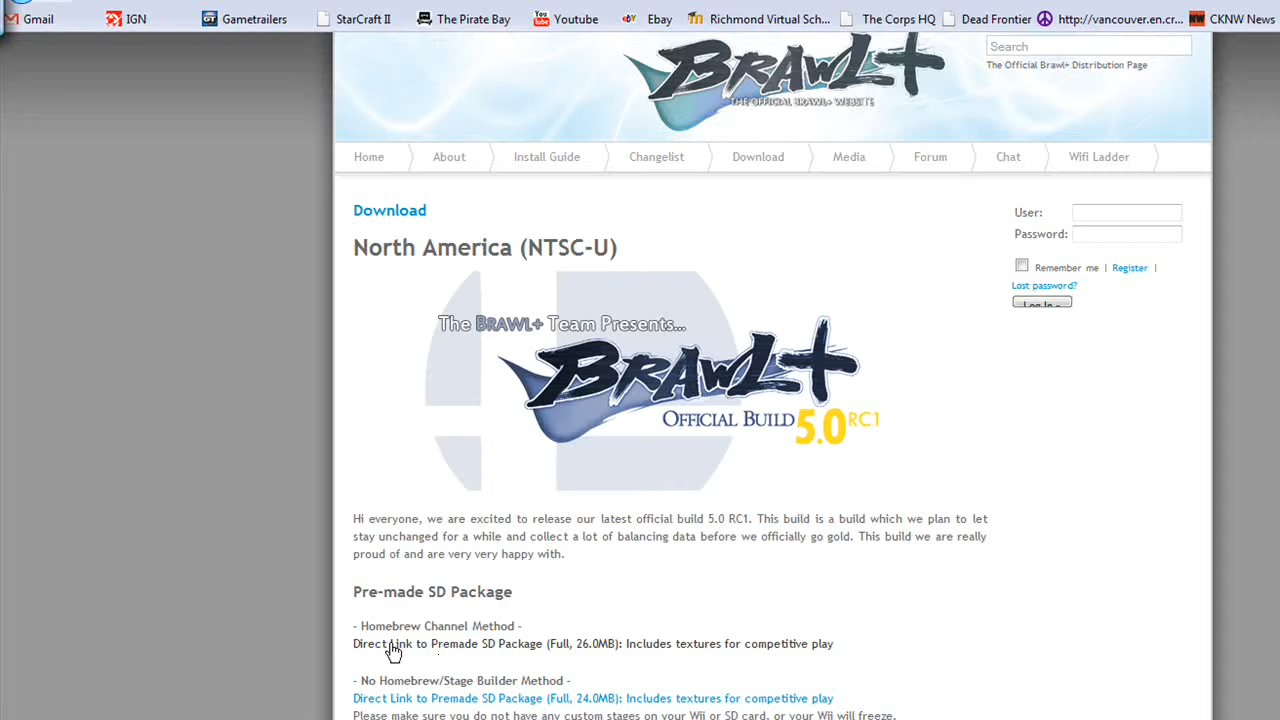 Gmail IGN Gametrailers StarCraft II The Pirate Bay Youtube Ebay Richmond Virtual Sch... The Corps HQ Dead Frontier http://vancouver.en.cr... CKNW News
BRAWL+
THE OFFICIAL BRAWL+ WEBSITE
Search
The Official Brawl+ Distribution Page
Home About Install Guide Changelist Download Media Forum Chat Wifi Ladder
Download
User:
Password:
Remember me | Register |
Lost password?
Log In »
North America (NTSC-U)
The BRAWL+ Team Presents...
BRAWL+
OFFICIAL BUILD 5.0 RC1
Hi everyone, we are excited to release our latest official build 5.0 RC1. This build is a build which we plan to let
stay unchanged for a while and collect a lot of balancing data before we officially go gold. This build we are really
proud of and are very very happy with.
Pre-made SD Package
- Homebrew Channel Method -
Direct Link to Premade SD Package (Full, 26.0MB): Includes textures for competitive play
- No Homebrew/Stage Builder Method -
Direct Link to Premade SD Package (Full, 24.0MB): Includes textures for competitive play
Please make sure you do not have any custom stages on your Wii or SD card, or your Wii will freeze.